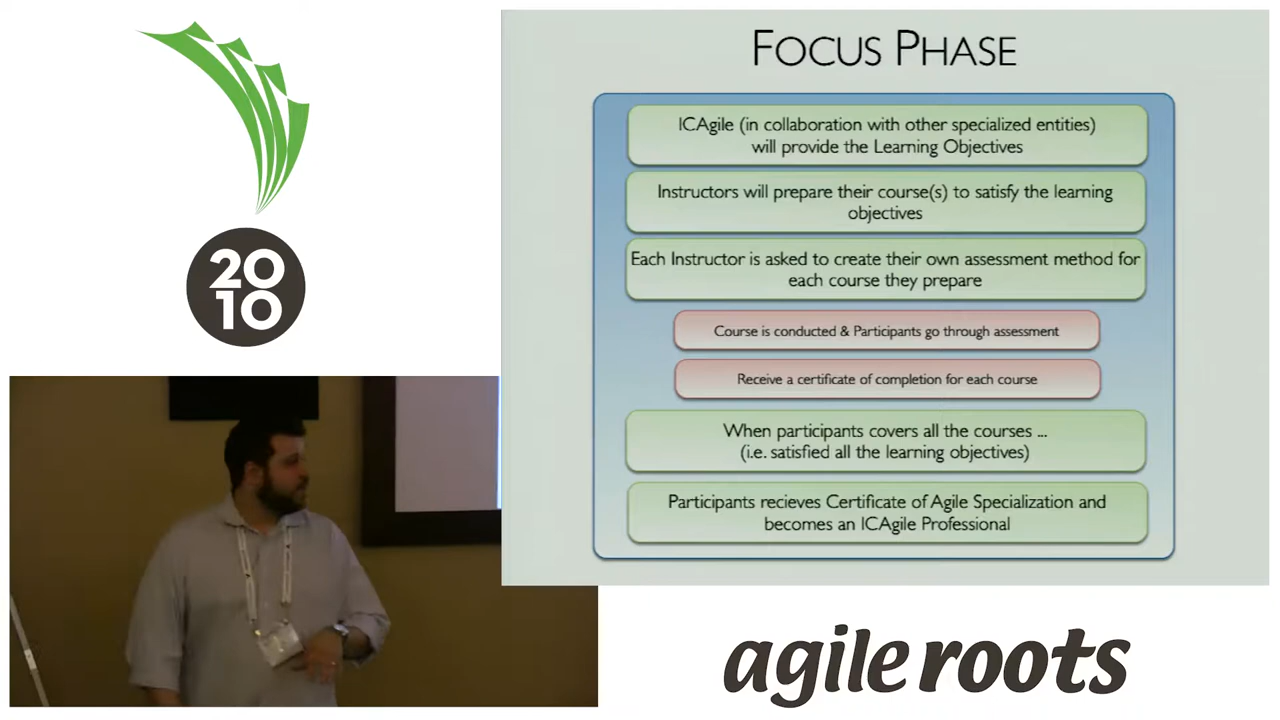 FOCUS PHASE
ICAgile (in collaboration with other specialized entities)
will provide the Learning Objectives
Instructors will prepare their course(s) to satisfy the learning
objectives
Each Instructor is asked to create their own assessment method for
each course they prepare
Course is conducted & Participants go through assessment
Receive a certificate of completion for each course
When participants covers all the courses ...
(i.e. satisfied all the learning objectives)
Participants recieves Certificate of Agile Specialization and
becomes an ICAgile Professional
20
10
agile roots